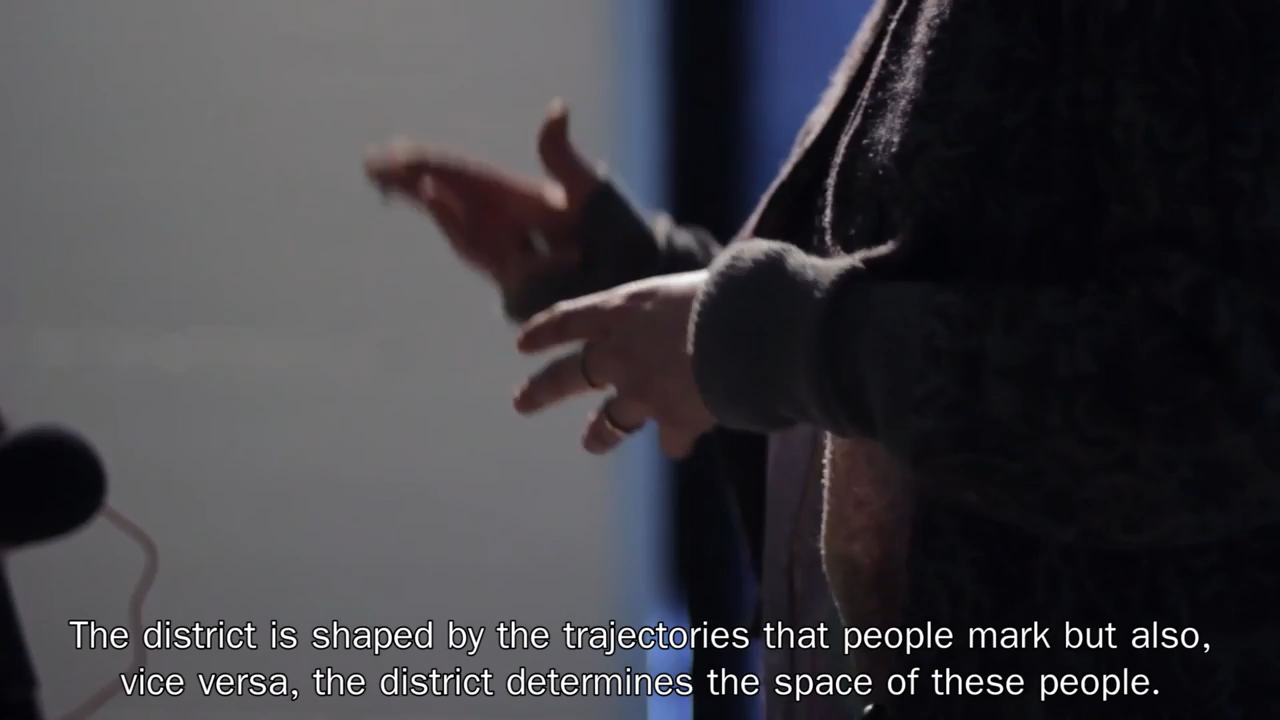 The district is shaped by the trajectories that people mark but also,
vice versa, the district determines the space of these people.